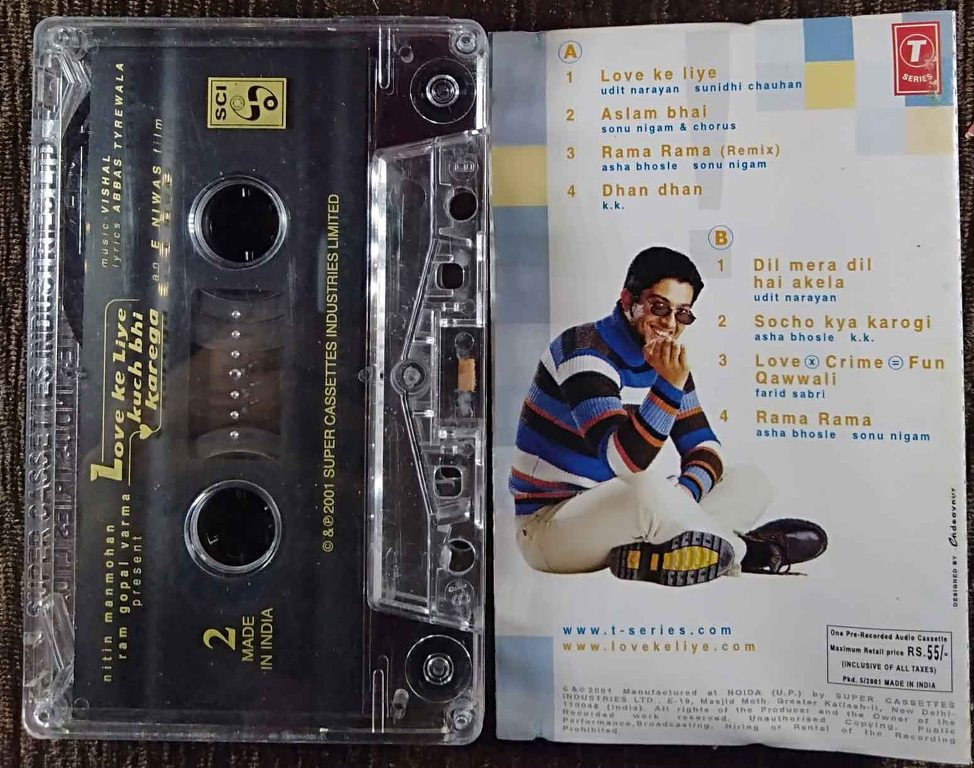 SUPER CASSETTES INDUSTRIES LTD
SCI
music VISHAL
lyrics ABBAS TYREWALA
an E NIWAS film
Love ke liye
kuch bhi
karega
nitin manmohan
ram gopal varma
present
© & ℗ 2001 SUPER CASSETTES INDUSTRIES LIMITED
2
MADE
IN INDIA
T
SERIES
A
1 Love ke liye
udit narayan sunidhi chauhan
2 Aslam bhai
sonu nigam & chorus
3 Rama Rama (Remix)
asha bhosle sonu nigam
4 Dhan dhan
k.k.
B
1 Dil mera dil
hai akela
udit narayan
2 Socho kya karogi
asha bhosle k.k.
3 Love x Crime = Fun
Qawwali
farid sabri
4 Rama Rama
asha bhosle sonu nigam
DESIGNED BY Endeavour
www.t-series.com
www.lovekeliye.com
One Pre-Recorded Audio Cassette
Maximum Retail price RS.55/-
(INCLUSIVE OF ALL TAXES)
Pkd. 5/2001 MADE IN INDIA
© & ℗ 2001 Manufactured at NOIDA (U.P.) by SUPER CASSETTES
INDUSTRIES LTD., E-19, Masjid Moth Greater Kailash-II, New Delhi-
110048 (India). All rights of the Producer and the Owner of the
Recorded work reserved. Unauthorised Copying, Public
Performance, Broadcasting, Hiring or Rental of the Recording
Prohibited.